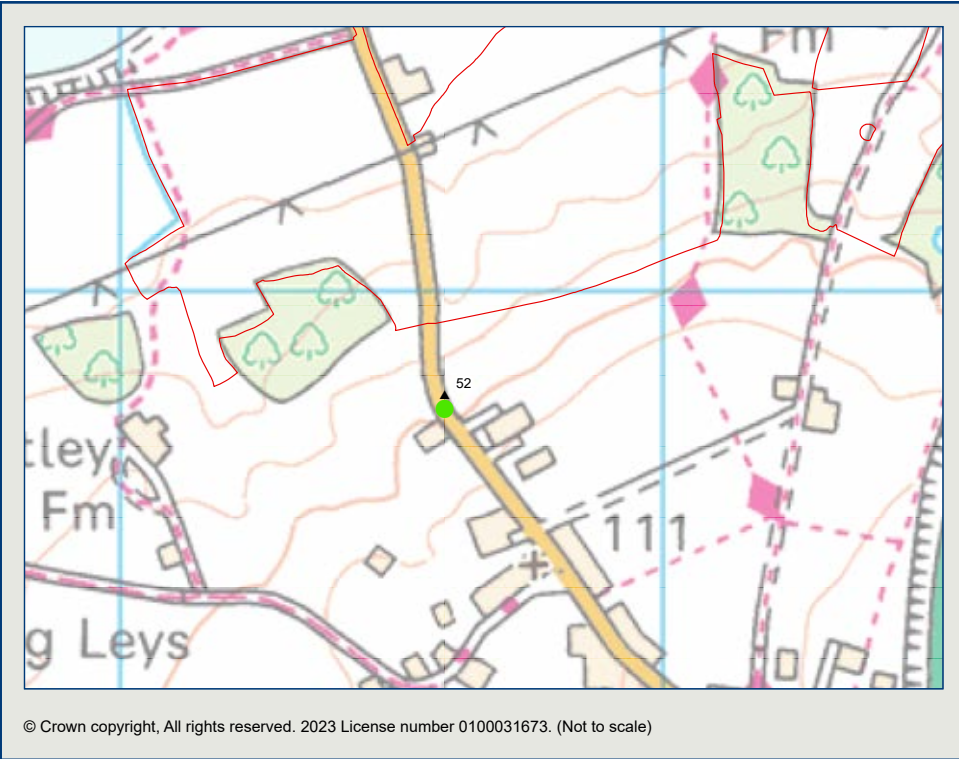 Fm
52
tley
Fm
111
g Leys
© Crown copyright, All rights reserved. 2023 License number 0100031673. (Not to scale)